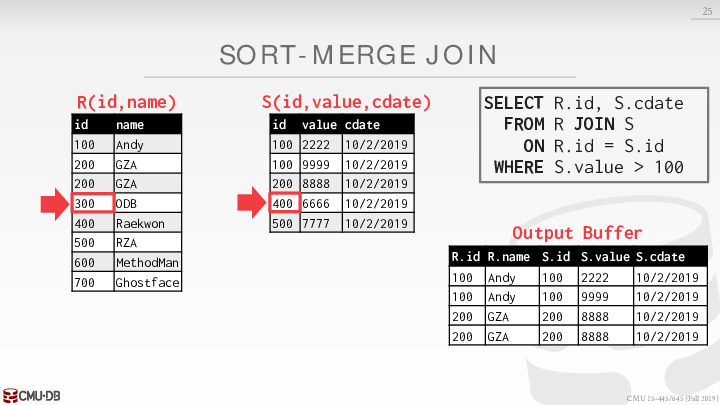 25
SORT-MERGE JOIN
R(id,name)
id name
100 Andy
200 GZA
200 GZA
300 ODB
400 Raekwon
500 RZA
600 MethodMan
700 Ghostface
S(id,value,cdate)
id value cdate
100 2222 10/2/2019
100 9999 10/2/2019
200 8888 10/2/2019
400 6666 10/2/2019
500 7777 10/2/2019
SELECT R.id, S.cdate
FROM R JOIN S
ON R.id = S.id
WHERE S.value > 100
Output Buffer
R.id R.name S.id S.value S.cdate
100 Andy 100 2222 10/2/2019
100 Andy 100 9999 10/2/2019
200 GZA 200 8888 10/2/2019
200 GZA 200 8888 10/2/2019
CMU·DB
CMU 15-445/645 (Fall 2019)